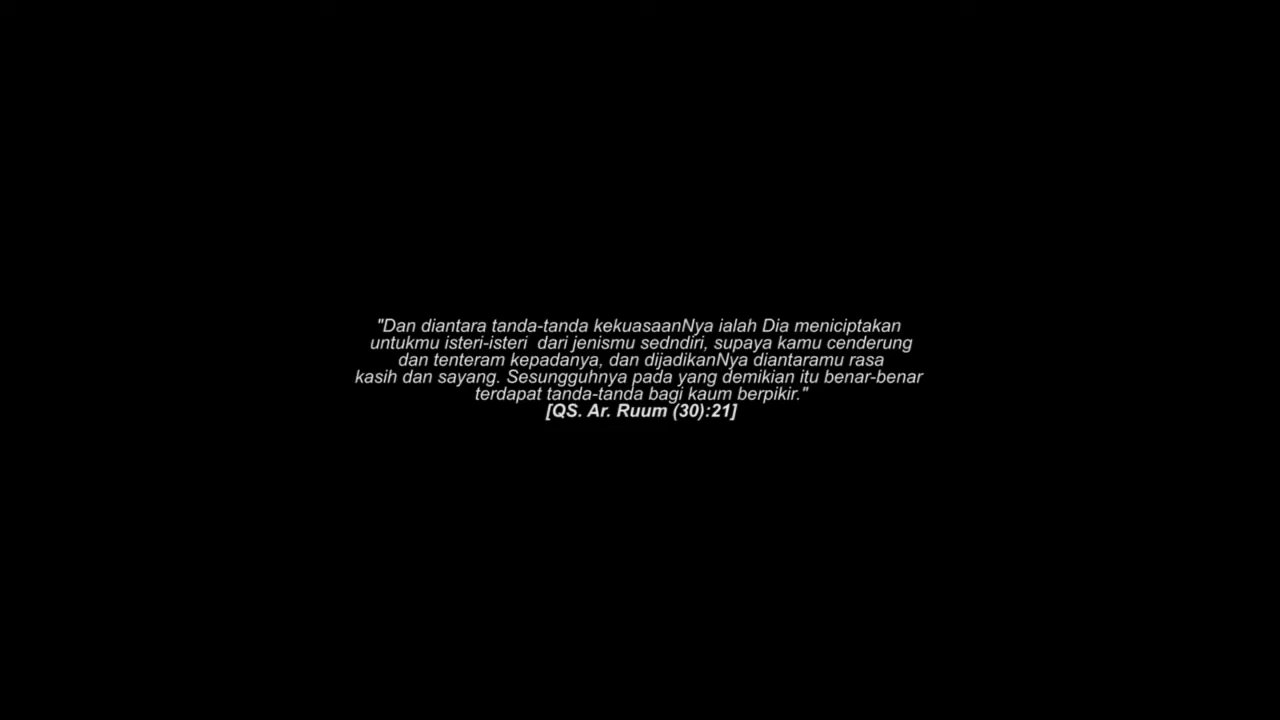 "Dan diantara tanda-tanda kekuasaanNya ialah Dia meniciptakan
untukmu isteri-isteri  dari jenismu sedndiri, supaya kamu cenderung
dan tenteram kepadanya, dan dijadikanNya diantaramu rasa
kasih dan sayang. Sesungguhnya pada yang demikian itu benar-benar
terdapat tanda-tanda bagi kaum berpikir."
[QS. Ar. Ruum (30):21]